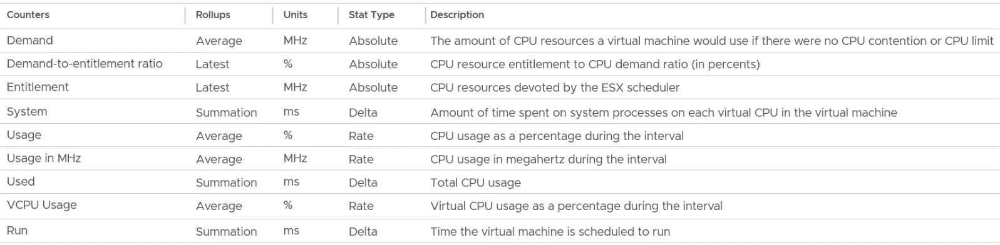 Counters Rollups Units Stat Type Description
Demand Average MHz Absolute The amount of CPU resources a virtual machine would use if there were no CPU contention or CPU limit
Demand-to-entitlement ratio Latest % Absolute CPU resource entitlement to CPU demand ratio (in percents)
Entitlement Latest MHz Absolute CPU resources devoted by the ESX scheduler
System Summation ms Delta Amount of time spent on system processes on each virtual CPU in the virtual machine
Usage Average % Rate CPU usage as a percentage during the interval
Usage in MHz Average MHz Rate CPU usage in megahertz during the interval
Used Summation ms Delta Total CPU usage
VCPU Usage Average % Rate Virtual CPU usage as a percentage during the interval
Run Summation ms Delta Time the virtual machine is scheduled to run